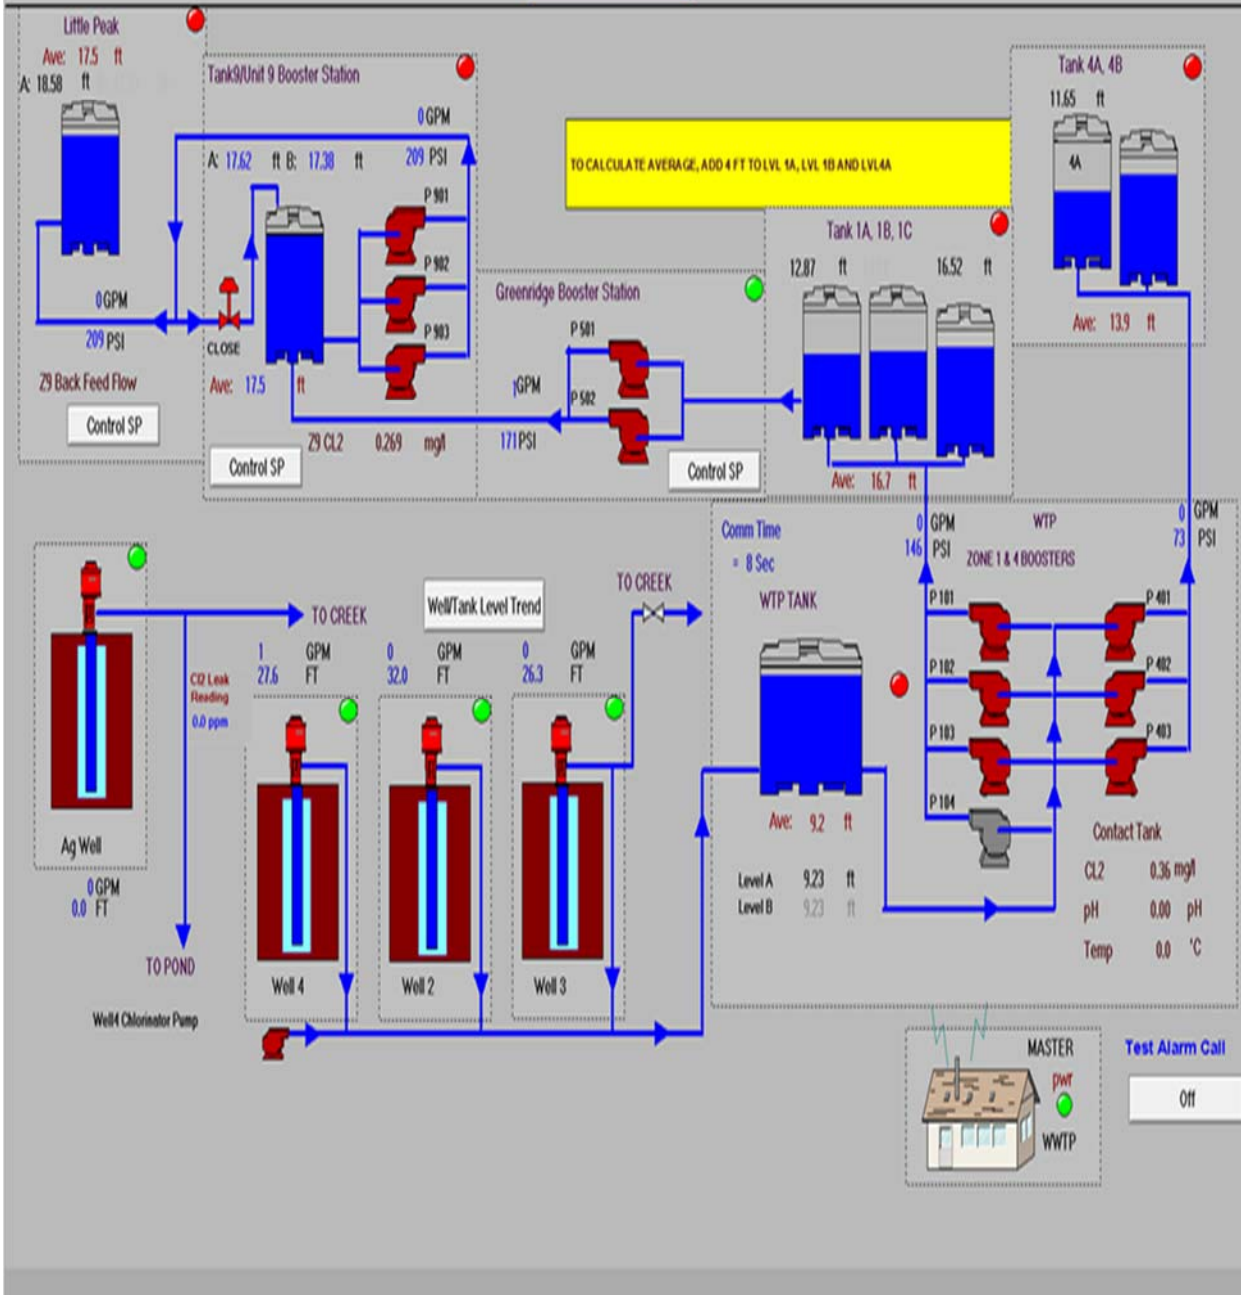 Little Peak
Ave: 17.5 ft
A: 18.58 ft
0 GPM
209 PSI
Z9 Back Feed Flow
Control SP
Tank9/Unit 9 Booster Station
0 GPM
209 PSI
A: 17.62 ft B: 17.38 ft
P 901
P 902
P 903
CLOSE
Ave: 17.5 ft
Z9 CL2 0.269 mg/l
Control SP
TO CALCULATE AVERAGE, ADD 4 FT TO LVL 1A, LVL 1B AND LVL4A
Greenridge Booster Station
P 501
P 502
GPM
171 PSI
Control SP
Tank 1A, 1B, 1C
12.87 ft
16.52 ft
Ave: 16.7 ft
Tank 4A, 4B
11.65 ft
4A
Ave: 13.9 ft
Ag Well
0 GPM
0.0 FT
TO CREEK
Cl2 Leak
Reading
0.0 ppm
TO POND
Well4 Chlorinator Pump
Well/Tank Level Trend
TO CREEK
1 GPM
27.6 FT
0 GPM
32.0 FT
0 GPM
26.3 FT
Well 4
Well 2
Well 3
Comm Time
= 8 Sec
0 GPM
146 PSI
WTP
ZONE 1 & 4 BOOSTERS
0 GPM
73 PSI
WTP TANK
Ave: 9.2 ft
Level A 9.23 ft
Level B 9.23 ft
P 101
P 102
P 103
P 104
P 401
P 402
P 403
Contact Tank
CL2 0.36 mg/l
pH 0.00 pH
Temp 0.0 °C
MASTER
pwr
WWTP
Test Alarm Call
Off